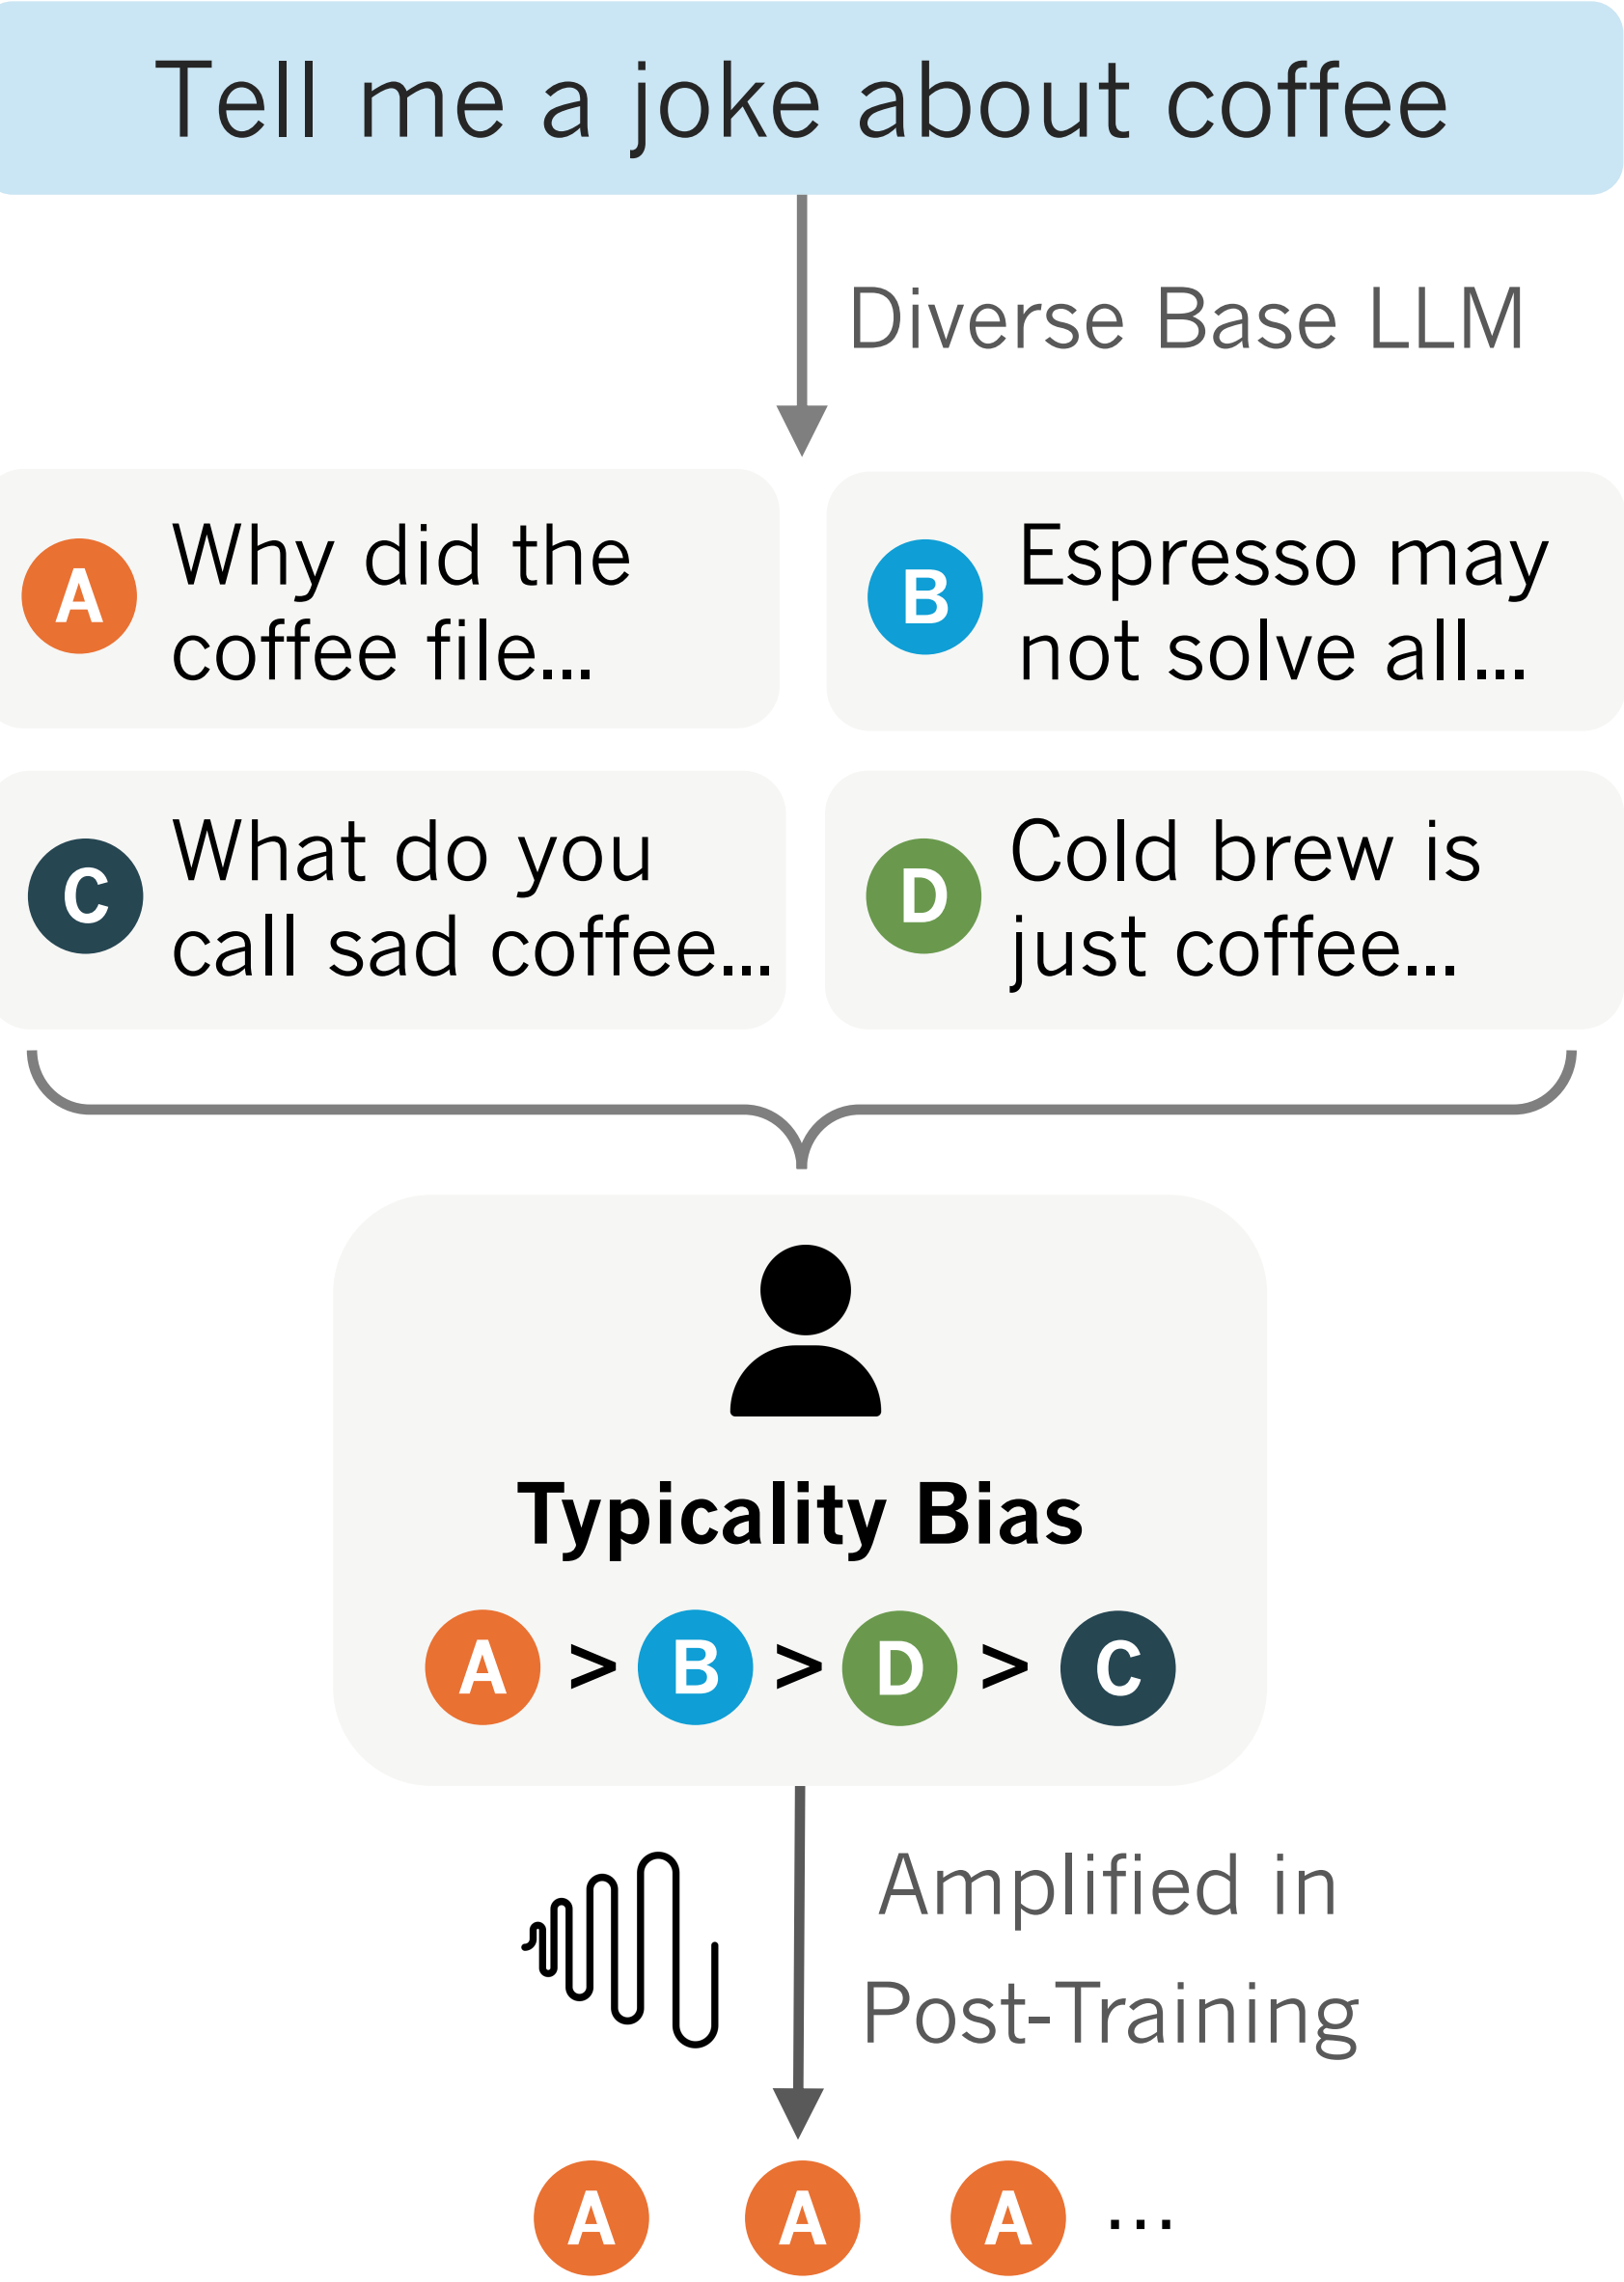 Tell me a joke about coffee
Diverse Base LLM
A
Why did the
coffee file...
B
Espresso may
not solve all...
C
What do you
call sad coffee...
D
Cold brew is
just coffee...
Typicality Bias
A > B > D > C
Amplified in
Post-Training
A A A ...